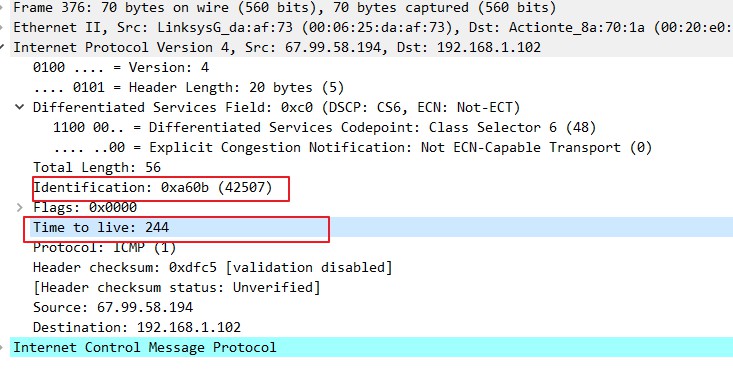 Frame 376: 70 bytes on wire (560 bits), 70 bytes captured (560 bits)
Ethernet II, Src: LinksysG_da:af:73 (00:06:25:da:af:73), Dst: Actionte_8a:70:1a (00:20:e0:
Internet Protocol Version 4, Src: 67.99.58.194, Dst: 192.168.1.102
0100 .... = Version: 4
.... 0101 = Header Length: 20 bytes (5)
Differentiated Services Field: 0xc0 (DSCP: CS6, ECN: Not-ECT)
1100 00.. = Differentiated Services Codepoint: Class Selector 6 (48)
.... ..00 = Explicit Congestion Notification: Not ECN-Capable Transport (0)
Total Length: 56
Identification: 0xa60b (42507)
Flags: 0x0000
Time to live: 244
Protocol: ICMP (1)
Header checksum: 0xdfc5 [validation disabled]
[Header checksum status: Unverified]
Source: 67.99.58.194
Destination: 192.168.1.102
Internet Control Message Protocol